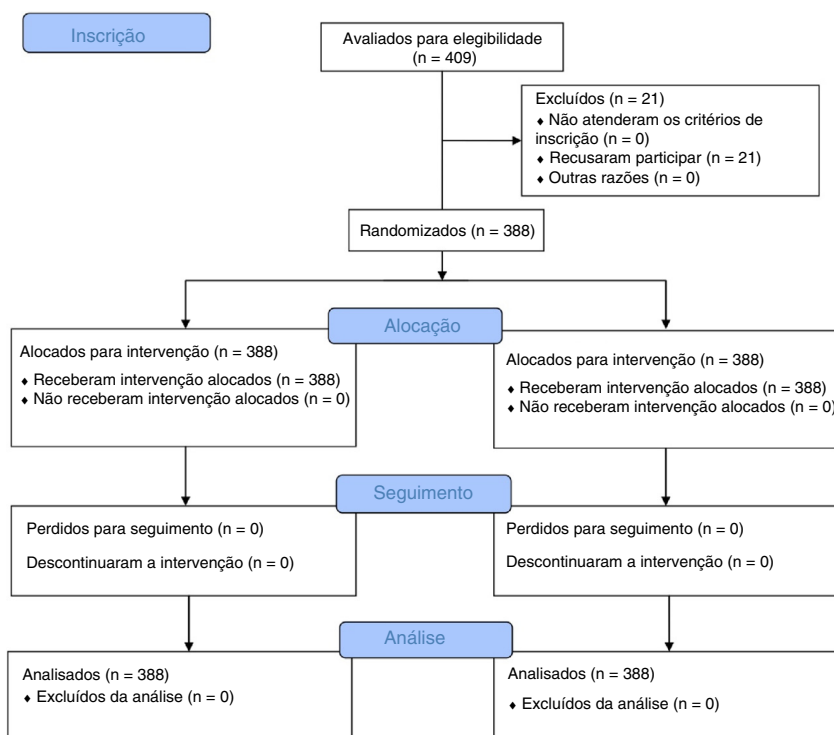 Inscrição
Avaliados para elegibilidade
(n = 409)
Excluídos (n = 21)
♦ Não atenderam os critérios de
inscrição (n = 0)
♦ Recusaram participar (n = 21)
♦ Outras razões (n = 0)
Randomizados (n = 388)
Alocação
Alocados para intervenção (n = 388)
♦ Receberam intervenção alocados (n = 388)
♦ Não receberam intervenção alocados (n = 0)
Alocados para intervenção (n = 388)
♦ Receberam intervenção alocados (n = 388)
♦ Não receberam intervenção alocados (n = 0)
Seguimento
Perdidos para seguimento (n = 0)
Descontinuaram a intervenção (n = 0)
Perdidos para seguimento (n = 0)
Descontinuaram a intervenção (n = 0)
Análise
Analisados (n = 388)
♦ Excluídos da análise (n = 0)
Analisados (n = 388)
♦ Excluídos da análise (n = 0)